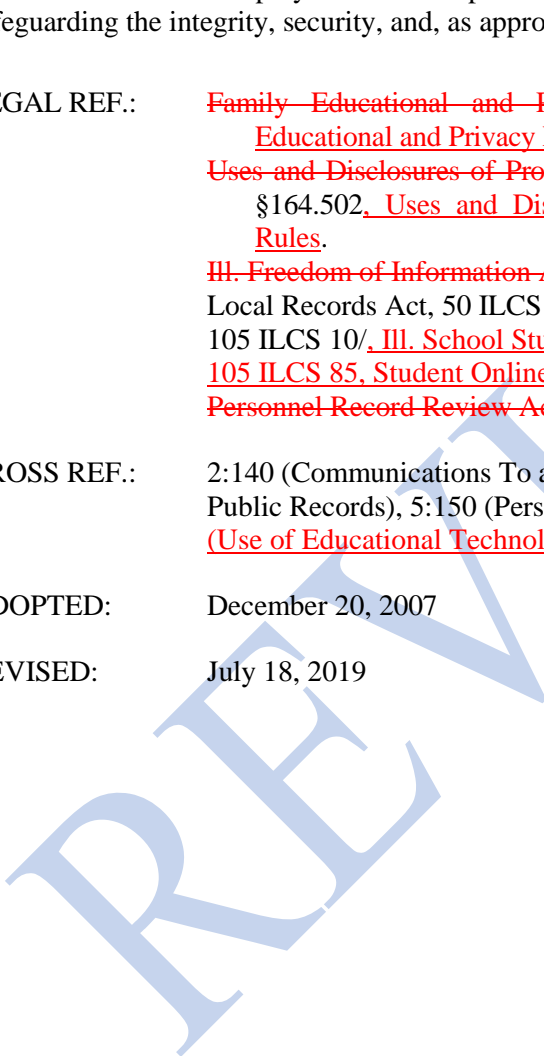 feguarding the integrity, security, and, as appro
EGAL REF.: Family Educational and
Educational and Privacy
Uses and Disclosures of Pro
§164.502, Uses and Dis
Rules.
Ill. Freedom of Information
Local Records Act, 50 ILCS
105 ILCS 10/, Ill. School Stu
105 ILCS 85, Student Online
Personnel Record Review A
ROSS REF.: 2:140 (Communications To a
Public Records), 5:150 (Pers
(Use of Educational Technol
DOPTED: December 20, 2007
EVISED: July 18, 2019
REV